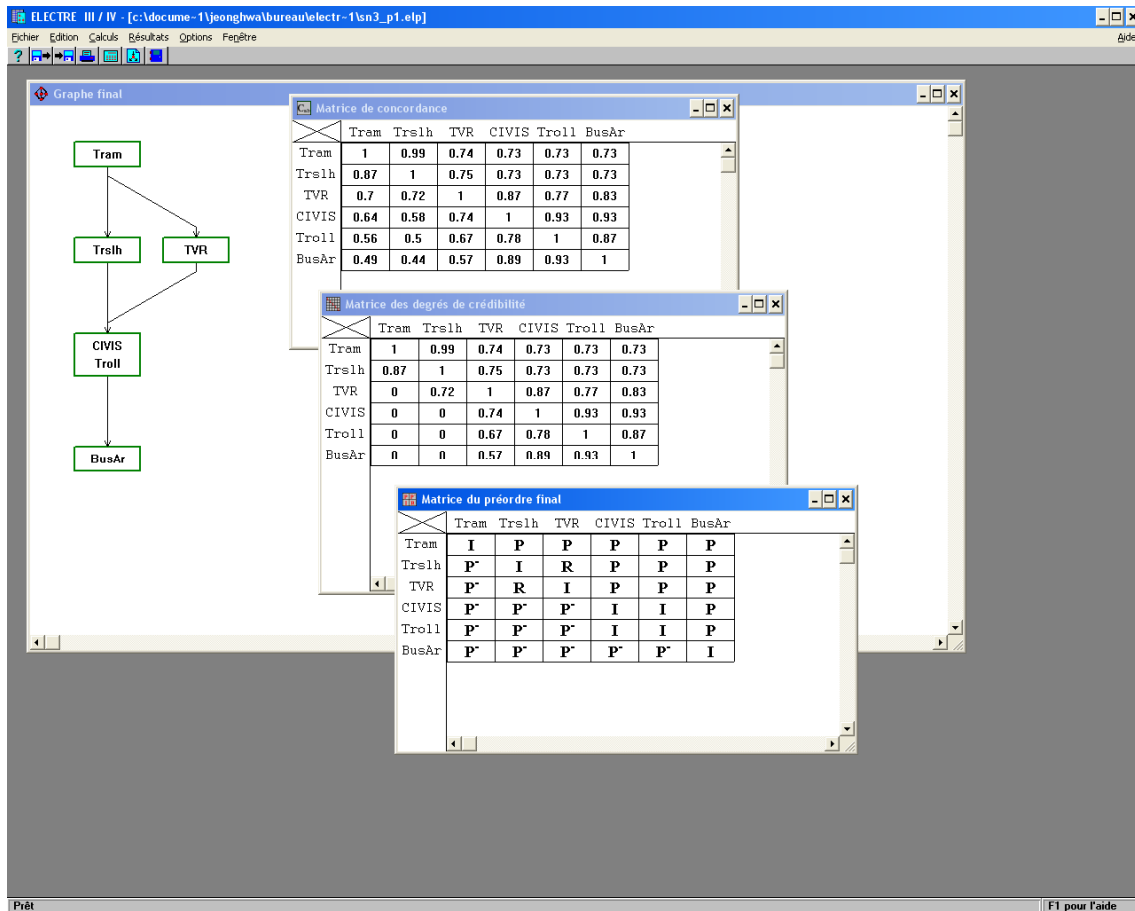 ELECTRE III / IV - [c:\docume~1\jeonghwa\bureau\electr~1\sn3_p1.elp]
Fichier Edition Calculs Résultats Options Fenêtre Aide
?
Graphe final
Tram
Trslh TVR
CIVIS
Troll
BusAr
Matrice de concordance
Tram Trslh TVR CIVIS Troll BusAr
Tram 1 0.99 0.74 0.73 0.73 0.73
Trslh 0.87 1 0.75 0.73 0.73 0.73
TVR 0.7 0.72 1 0.87 0.77 0.83
CIVIS 0.64 0.58 0.74 1 0.93 0.93
Troll 0.56 0.5 0.67 0.78 1 0.87
BusAr 0.49 0.44 0.57 0.89 0.93 1
Matrice des degrés de crédibilité
Tram Trslh TVR CIVIS Troll BusAr
Tram 1 0.99 0.74 0.73 0.73 0.73
Trslh 0.87 1 0.75 0.73 0.73 0.73
TVR 0 0.72 1 0.87 0.77 0.83
CIVIS 0 0 0.74 1 0.93 0.93
Troll 0 0 0.67 0.78 1 0.87
BusAr 0 0 0.57 0.89 0.93 1
Matrice du préordre final
Tram Trslh TVR CIVIS Troll BusAr
Tram I P P P P P
Trslh P⁻ I R P P P
TVR P⁻ R I P P P
CIVIS P⁻ P⁻ P⁻ I I P
Troll P⁻ P⁻ P⁻ I I P
BusAr P⁻ P⁻ P⁻ P⁻ P⁻ I
Prêt F1 pour l'aide